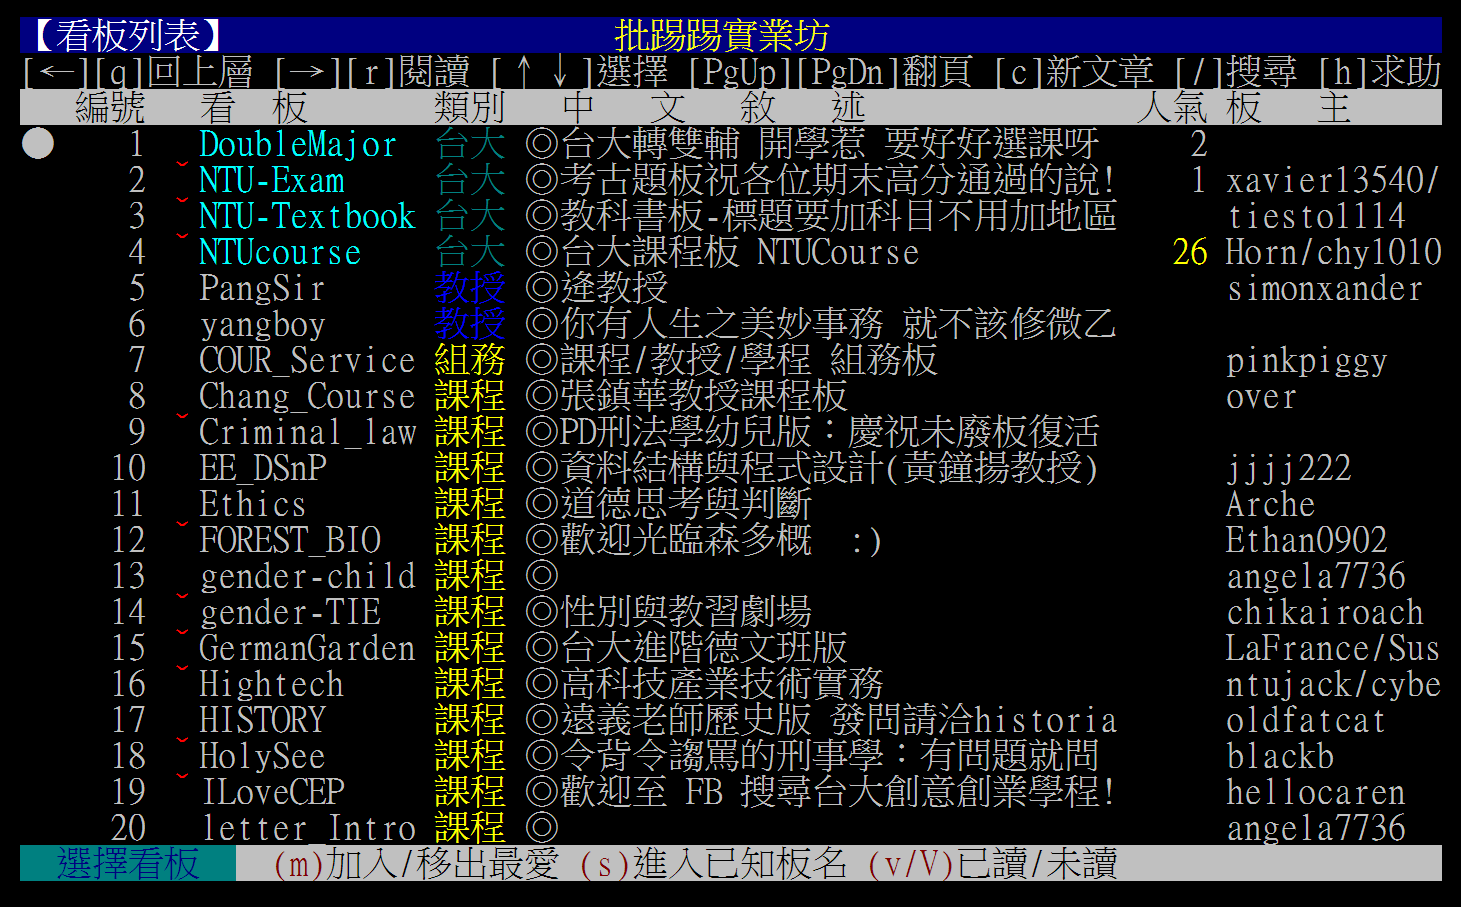 【看板列表】 批踢踢實業坊
[←][q]回上層 [→][r]閱讀 [↑↓]選擇 [PgUp][PgDn]翻頁 [c]新文章 [/]搜尋 [h]求助
編號 看 板 類別 中 文 敘 述 人氣 板 主
● 1 DoubleMajor 台大 ◎台大轉雙輔 開學惹 要好好選課呀 2
2 ˇNTU-Exam 台大 ◎考古題板祝各位期末高分通過的說! 1 xavier13540/
3 ˇNTU-Textbook 台大 ◎教科書板-標題要加科目不用加地區 tiesto1114
4 ˇNTUcourse 台大 ◎台大課程板 NTUCourse 26 Horn/chy1010
5 PangSir 教授 ◎逄教授 simonxander
6 yangboy 教授 ◎你有人生之美妙事務 就不該修微乙
7 COUR_Service 組務 ◎課程/教授/學程 組務板 pinkpiggy
8 Chang_Course 課程 ◎張鎮華教授課程板 over
9 ˇCriminal_law 課程 ◎PD刑法學幼兒版：慶祝未廢板復活
10 EE_DSnP 課程 ◎資料結構與程式設計(黃鐘揚教授) jjjj222
11 Ethics 課程 ◎道德思考與判斷 Arche
12 ˇFOREST_BIO 課程 ◎歡迎光臨森多概 :) Ethan0902
13 gender-child 課程 ◎ angela7736
14 ˇgender-TIE 課程 ◎性別與教習劇場 chikairoach
15 ˇGermanGarden 課程 ◎台大進階德文班版 LaFrance/Sus
16 ˇHightech 課程 ◎高科技產業技術實務 ntujack/cybe
17 HISTORY 課程 ◎遠義老師歷史版 發問請洽historia oldfatcat
18 ˇHolySee 課程 ◎令背令謅罵的刑事學：有問題就問 blackb
19 ˇILoveCEP 課程 ◎歡迎至 FB 搜尋台大創意創業學程! hellocaren
20 letter_Intro 課程 ◎ angela7736
選擇看板 (m)加入/移出最愛 (s)進入已知板名 (v/V)已讀/未讀